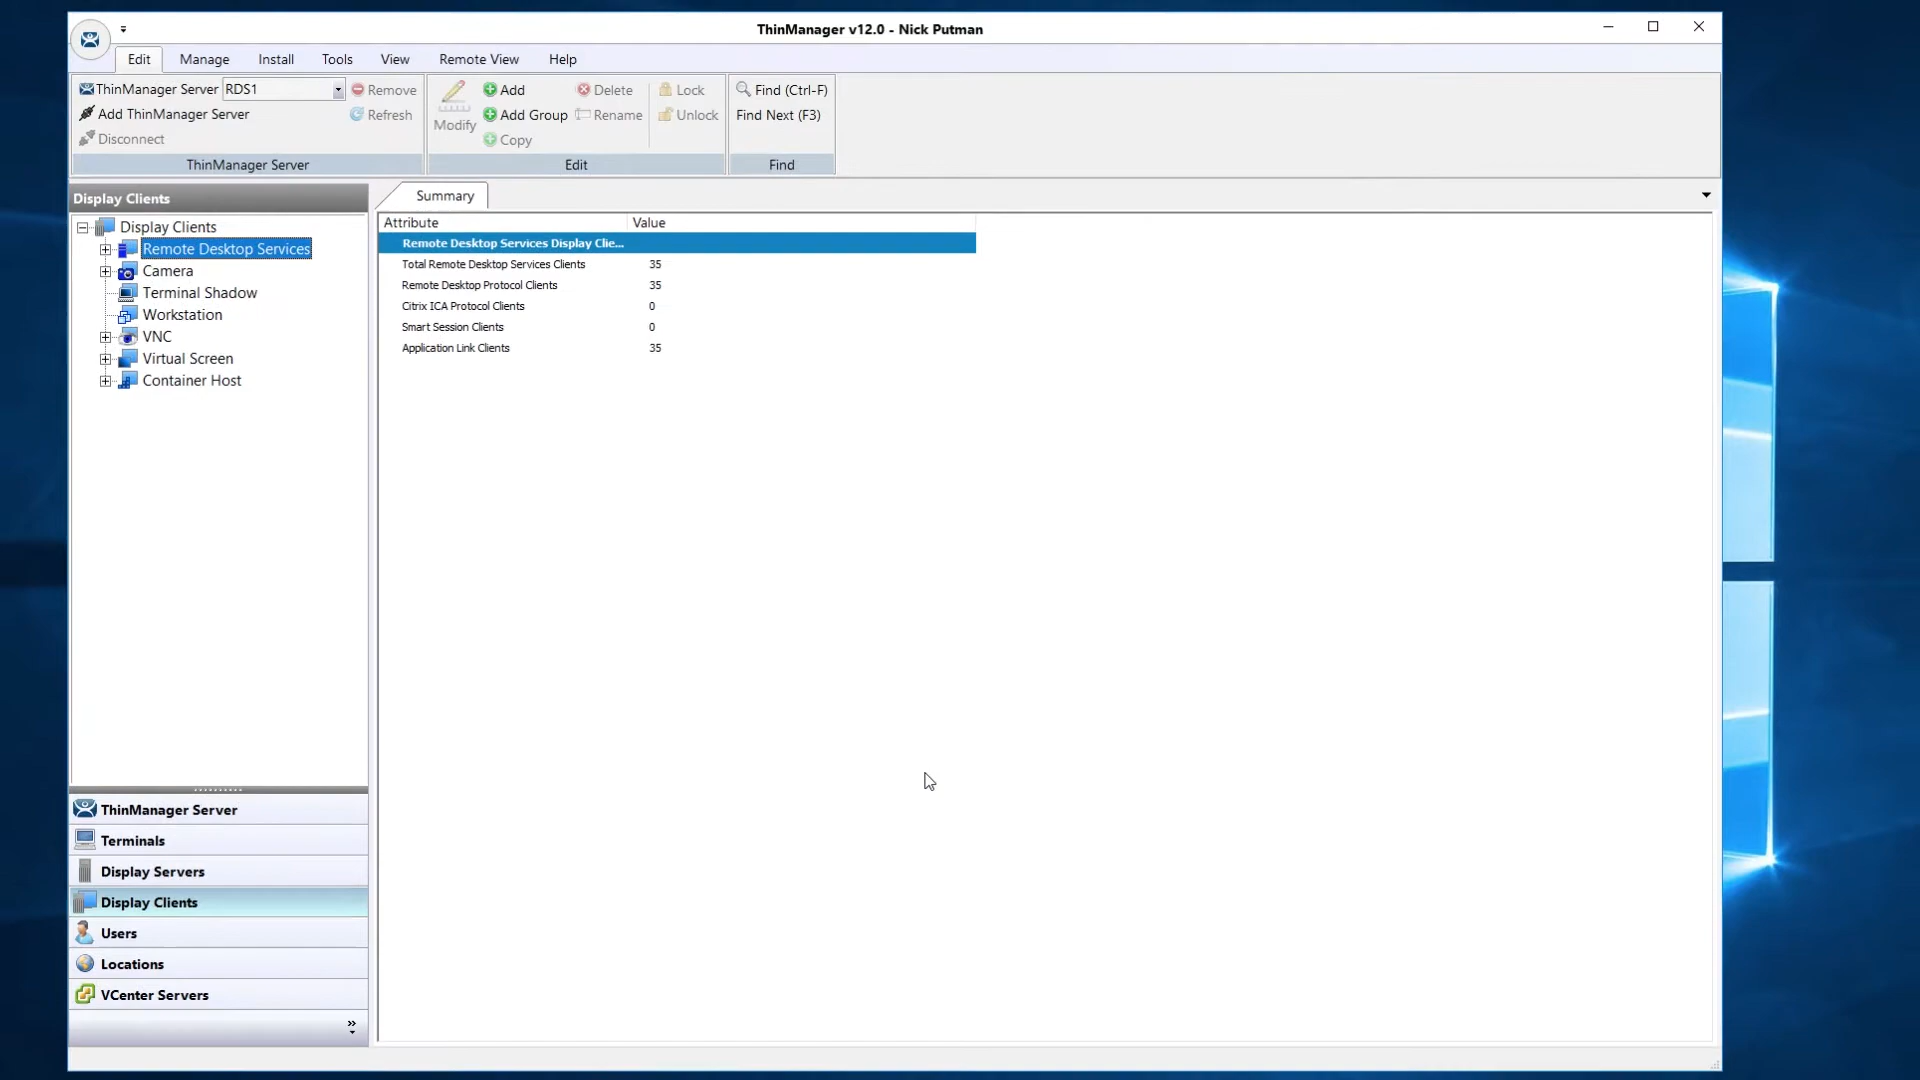 ThinManager v12.0 - Nick Putman
Edit Manage Install Tools View Remote View Help
ThinManager Server RDS1 Remove
Add ThinManager Server Refresh
Disconnect
ThinManager Server
Modify
Add Delete Lock
Add Group Rename Unlock
Copy
Edit
Find (Ctrl-F)
Find Next (F3)
Find
Display Clients
Display Clients
Remote Desktop Services
Camera
Terminal Shadow
Workstation
VNC
Virtual Screen
Container Host
ThinManager Server
Terminals
Display Servers
Display Clients
Users
Locations
VCenter Servers
Summary
Attribute Value
Remote Desktop Services Display Clie...
Total Remote Desktop Services Clients 35
Remote Desktop Protocol Clients 35
Citrix ICA Protocol Clients 0
Smart Session Clients 0
Application Link Clients 35